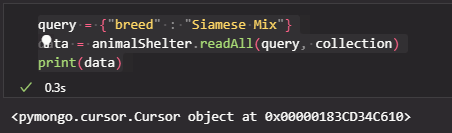 query = {"breed" : "Siamese Mix"}
data = animalShelter.readAll(query, collection)
print(data)
0.3s
<pymongo.cursor.Cursor object at 0x00000183CD34C610>